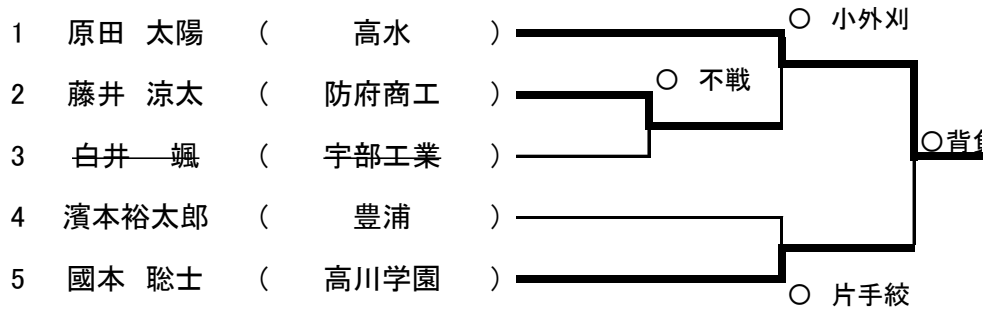 ○ 小外刈
1 原田 太陽 ( 高水 )
○ 不戦
2 藤井 涼太 ( 防府商工 )
3 白井 颯 ( 宇部工業 )
○背負
4 濱本裕太郎 ( 豊浦 )
5 國本 聡士 ( 高川学園 )
○ 片手絞